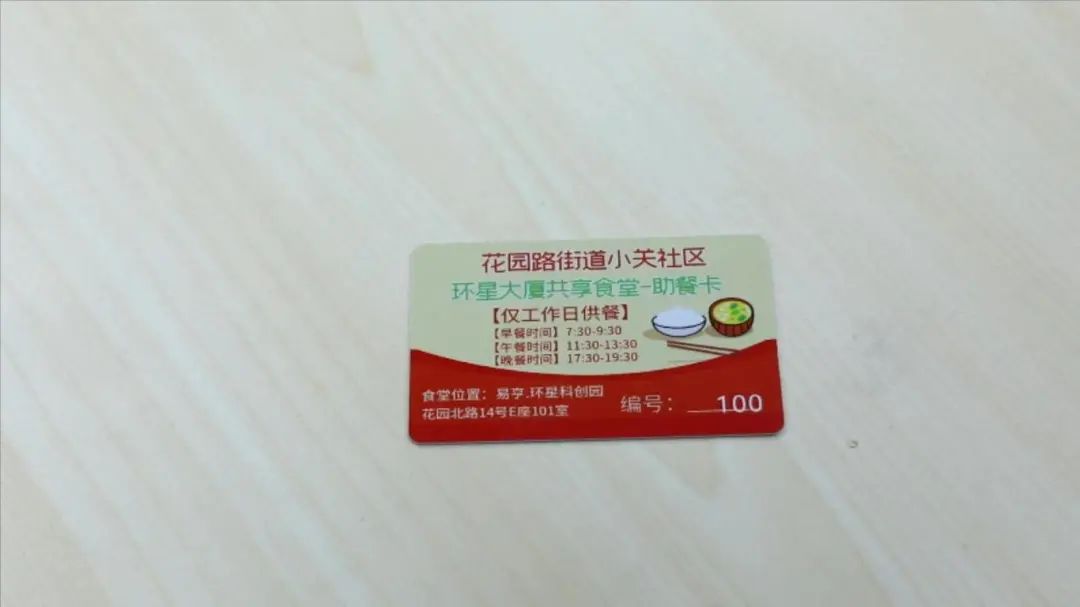 花园路街道小关社区
环星大厦共享食堂-助餐卡
【仅工作日供餐】
【早餐时间】7:30-9:30
【午餐时间】11:30-13:30
【晚餐时间】17:30-19:30
食堂位置：易亨.环星科创园
花园北路14号E座101室
编号：100